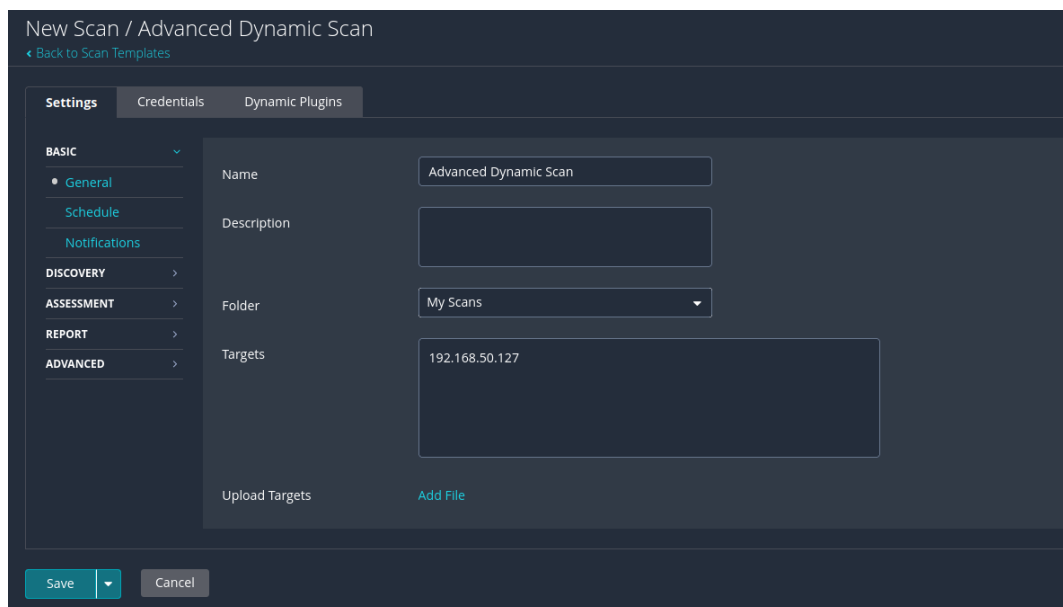 New Scan / Advanced Dynamic Scan
Back to Scan Templates
Settings Credentials Dynamic Plugins
BASIC
General
Schedule
Notifications
DISCOVERY
ASSESSMENT
REPORT
ADVANCED
Name Advanced Dynamic Scan
Description
Folder My Scans
Targets 192.168.50.127
Upload Targets Add File
Save Cancel